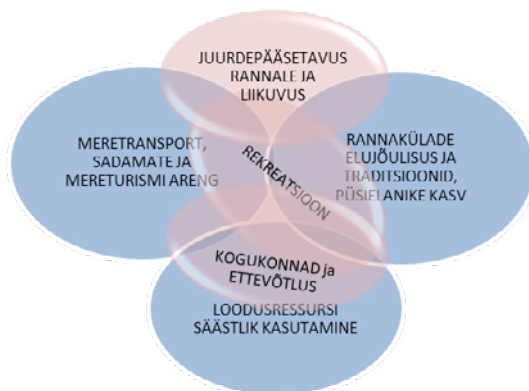 JUURDEPÄÄSETAVUS
RANNALE JA
LIIKUVUS
MERETRANSPORT,
SADAMATE JA
MERETURISMI ARENG
REKREATSIOON
RANNAKÜLADE
ELUJÕULISUS JA
TRADITSIOONID,
PÜSIELANIKE KASV
KOGUKONNAD ja
ETTEVÕTLUS
LOODUSRESSURSI
SÄÄSTLIK KASUTAMINE